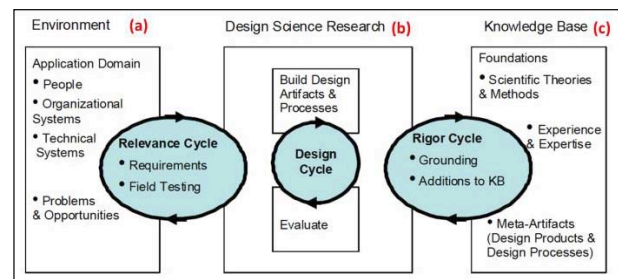 Environment (a)
Design Science Research (b)
Knowledge Base (c)
Application Domain
• People
• Organizational
Systems
• Technical
Systems
• Problems
& Opportunities
Relevance Cycle
• Requirements
• Field Testing
Build Design
Artifacts &
Processes
Design
Cycle
Evaluate
Rigor Cycle
• Grounding
• Additions to KB
Foundations
• Scientific Theories
& Methods
• Experience
& Expertise
• Meta-Artifacts
(Design Products &
Design Processes)